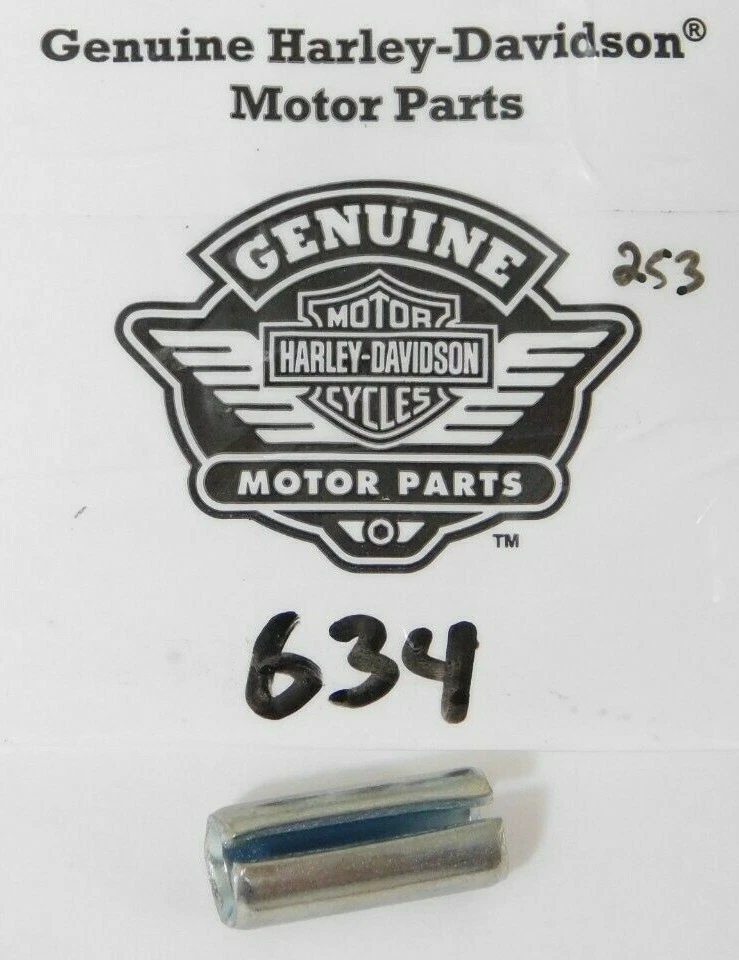 Genuine Harley-Davidson®
Motor Parts
GENUINE
253
MOTOR
HARLEY-DAVIDSON
CYCLES
MOTOR PARTS
TM
634